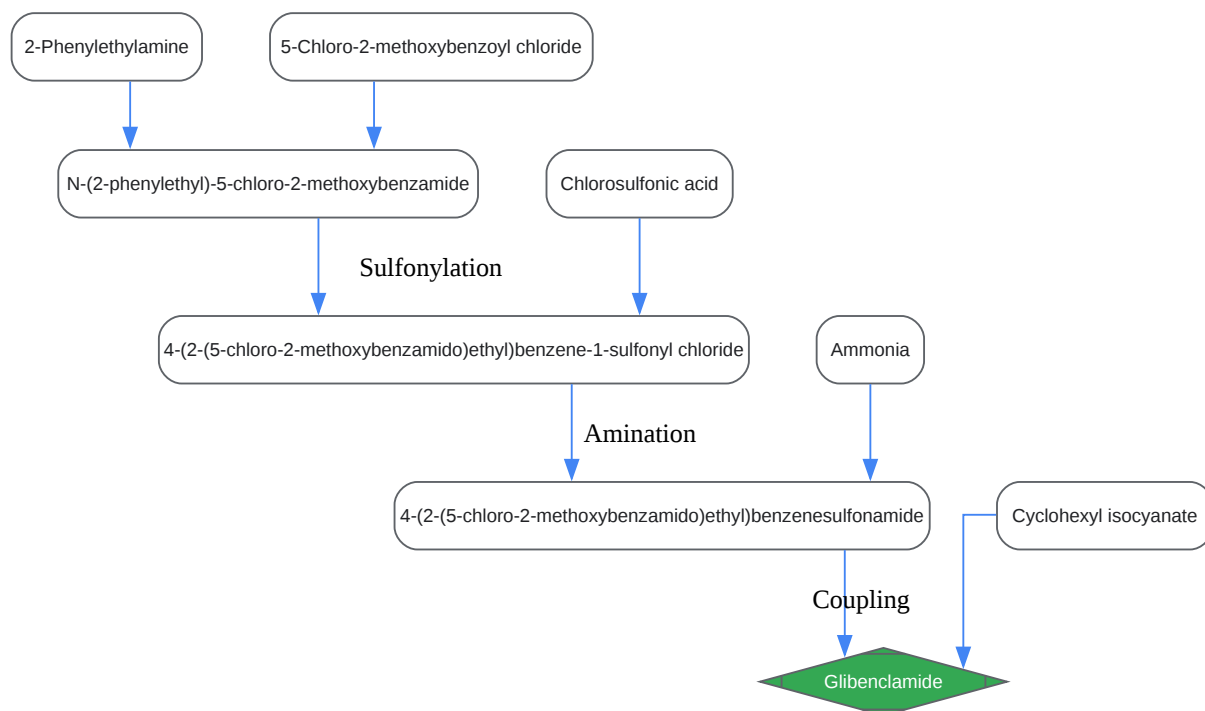 2-Phenylethylamine
5-Chloro-2-methoxybenzoyl chloride
N-(2-phenylethyl)-5-chloro-2-methoxybenzamide
Chlorosulfonic acid
Sulfonylation
4-(2-(5-chloro-2-methoxybenzamido)ethyl)benzene-1-sulfonyl chloride
Ammonia
Amination
4-(2-(5-chloro-2-methoxybenzamido)ethyl)benzenesulfonamide
Cyclohexyl isocyanate
Coupling
Glibenclamide